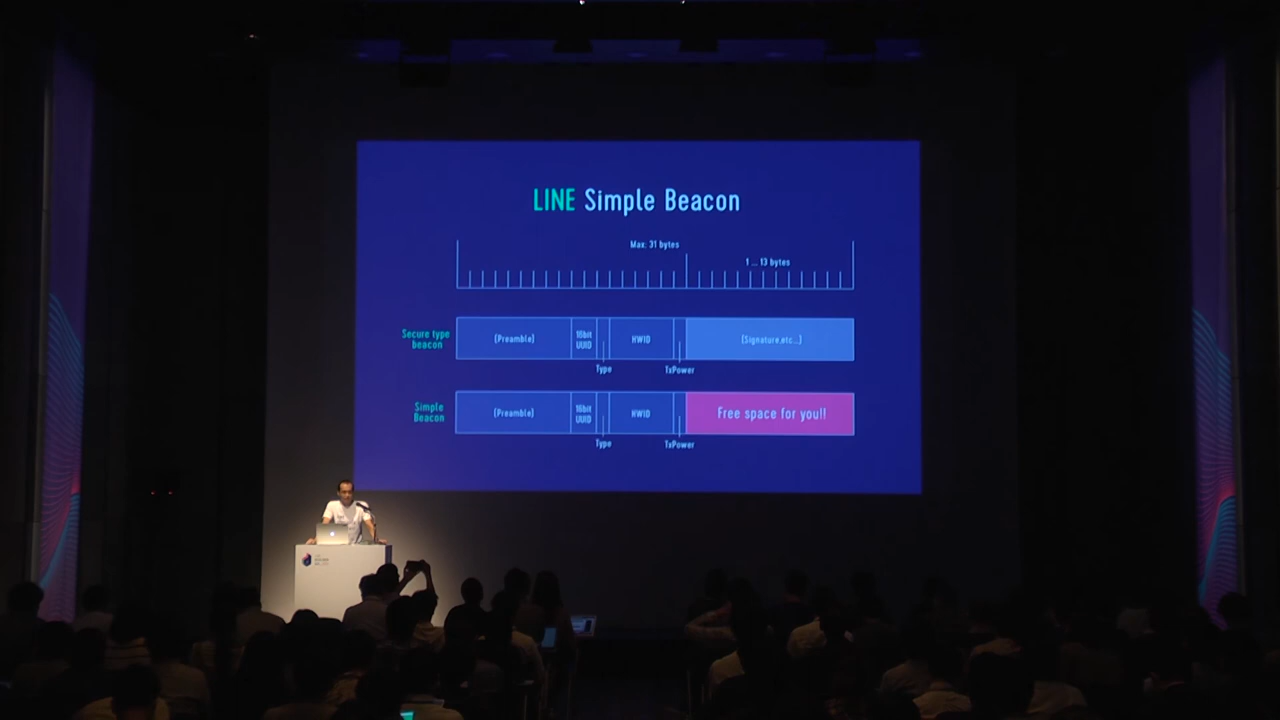 LINE Simple Beacon
Max: 31 bytes
1 ... 13 bytes
Secure type
beacon
(Preamble)
16bit
UUID
HWID
(Signature,etc...)
Type
TxPower
Simple
Beacon
(Preamble)
16bit
UUID
HWID
Free space for you!!
Type
TxPower